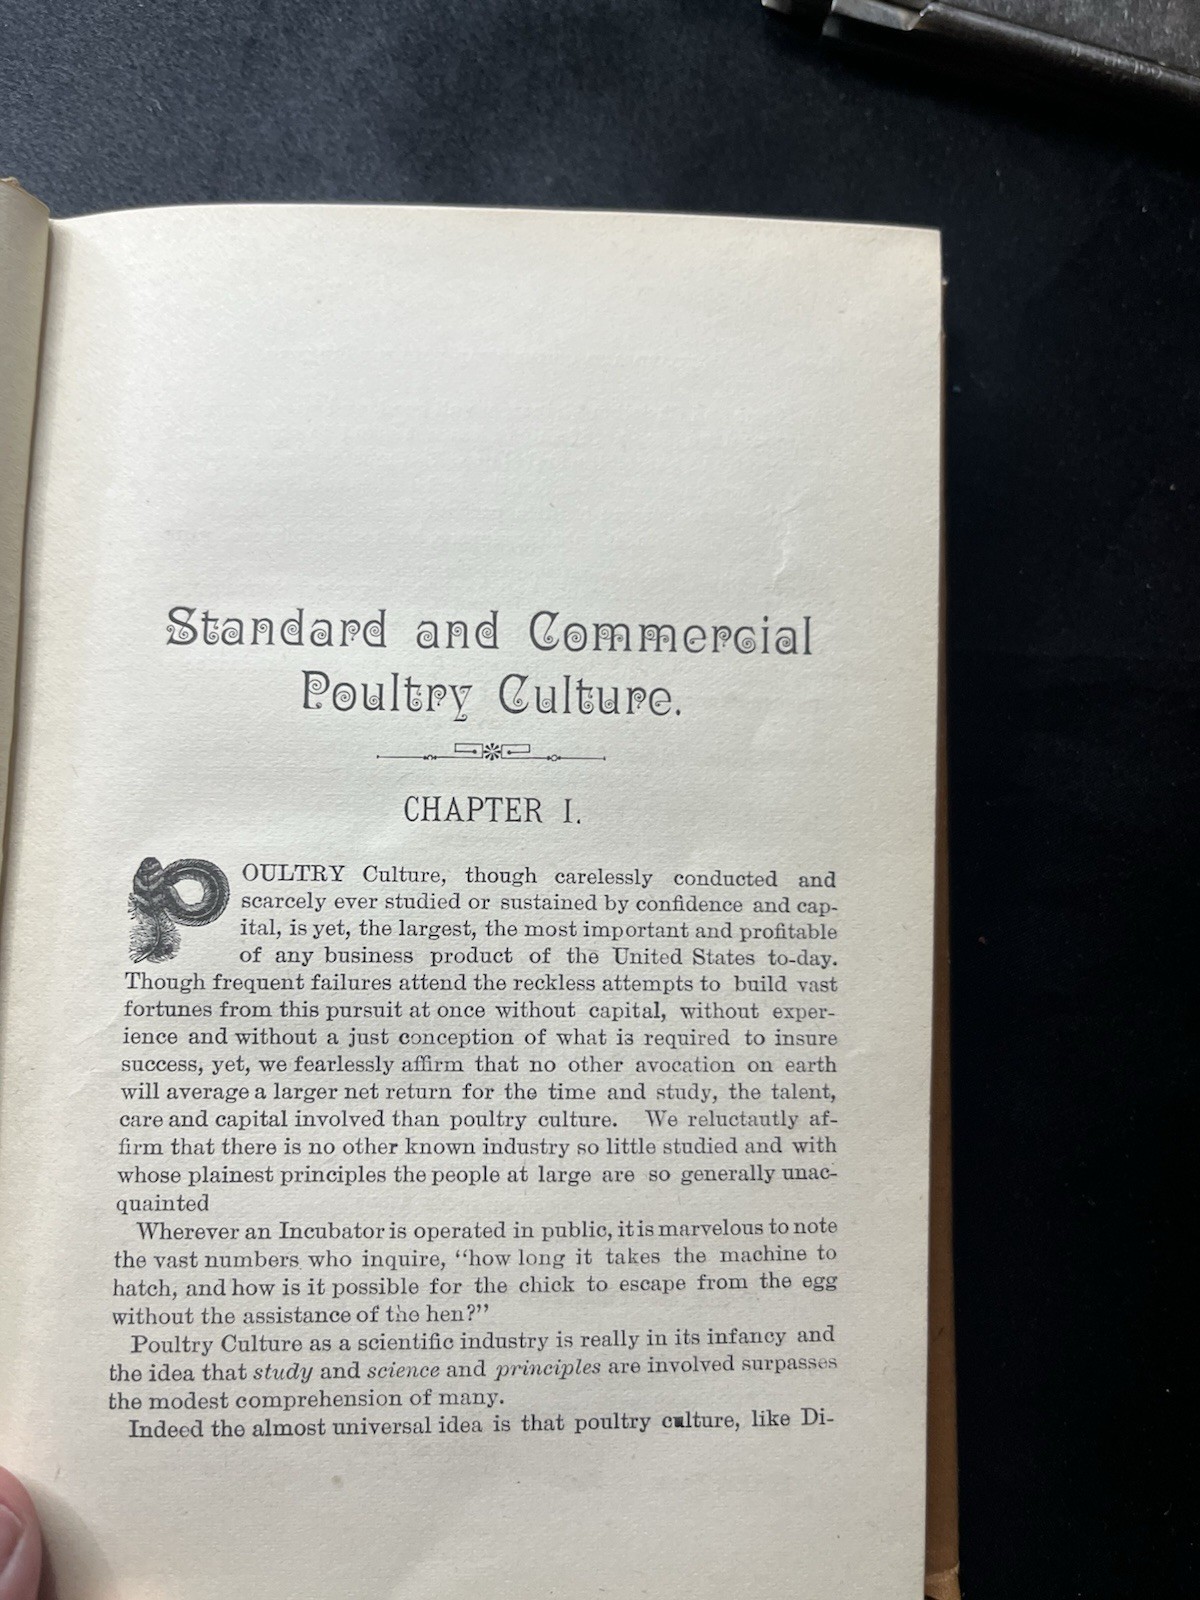 Standard and Commercial
Poultry Culture.
CHAPTER I.
POULTRY Culture, though carelessly conducted and
scarcely ever studied or sustained by confidence and cap-
ital, is yet, the largest, the most important and profitable
of any business product of the United States to-day.
Though frequent failures attend the reckless attempts to build vast
fortunes from this pursuit at once without capital, without exper-
ience and without a just conception of what is required to insure
success, yet, we fearlessly affirm that no other avocation on earth
will average a larger net return for the time and study, the talent,
care and capital involved than poultry culture. We reluctantly af-
firm that there is no other known industry so little studied and with
whose plainest principles the people at large are so generally unac-
quainted
Wherever an Incubator is operated in public, it is marvelous to note
the vast numbers who inquire, "how long it takes the machine to
hatch, and how is it possible for the chick to escape from the egg
without the assistance of the hen?"
Poultry Culture as a scientific industry is really in its infancy and
the idea that study and science and principles are involved surpasses
the modest comprehension of many.
Indeed the almost universal idea is that poultry culture, like Di-